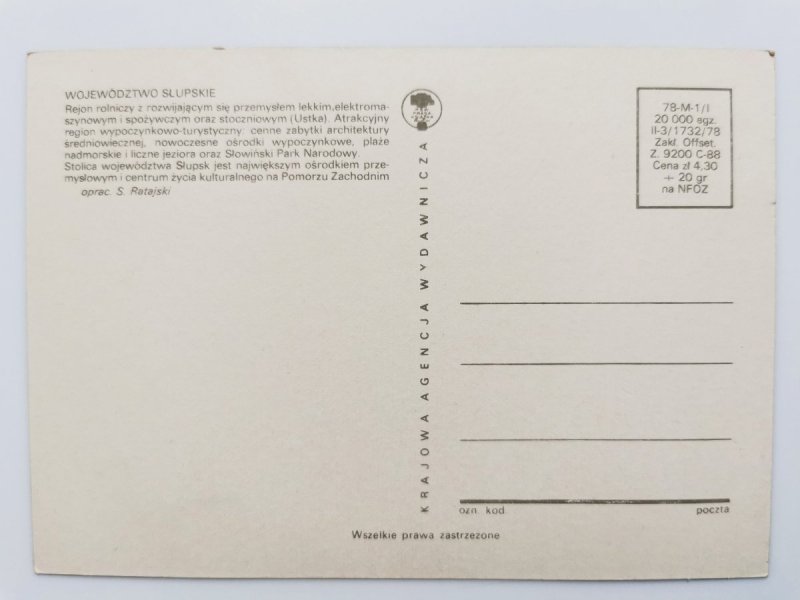 WOJEWÓDZTWO SŁUPSKIE
Rejon rolniczy z rozwijającym się przemysłem lekkim,elektroma-
szynowym i spożywczym oraz stoczniowym (Ustka). Atrakcyjny
region wypoczynkowo-turystyczny: cenne zabytki architektury
średniowiecznej, nowoczesne ośrodki wypoczynkowe, plaże
nadmorskie i liczne jeziora oraz Słowiński Park Narodowy.
Stolica województwa Słupsk jest największym ośrodkiem prze-
mysłowym i centrum życia kulturalnego na Pomorzu Zachodnim
oprac. S. Ratajski
KRAJOWA AGENCJA WYDAWNICZA
78-M-1/I
20 000 egz.
II-3/1732/78
Zakł. Offset.
Z. 9200 C-88
Cena zł 4,30
+ 20 gr
na NFOZ
ozn. kod
poczta
Wszelkie prawa zastrzeżone